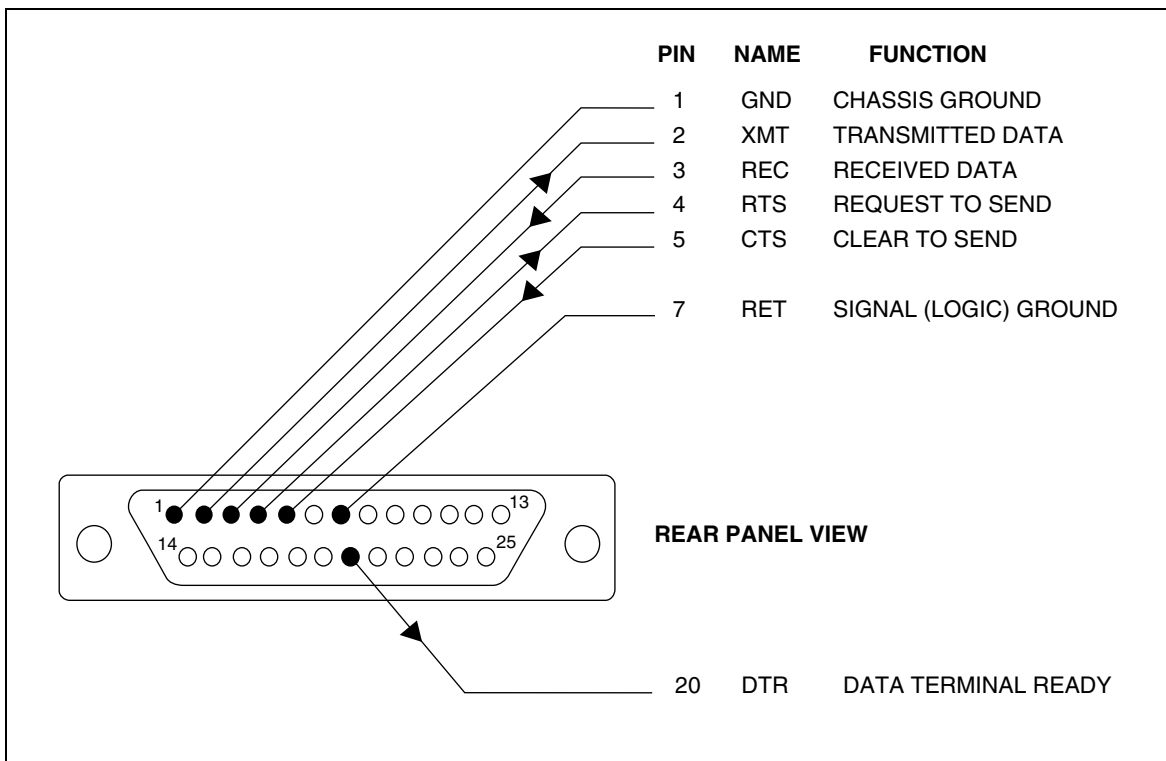 PIN NAME FUNCTION
1 GND CHASSIS GROUND
2 XMT TRANSMITTED DATA
3 REC RECEIVED DATA
4 RTS REQUEST TO SEND
5 CTS CLEAR TO SEND
7 RET SIGNAL (LOGIC) GROUND
1 13
14 25
REAR PANEL VIEW
20 DTR DATA TERMINAL READY